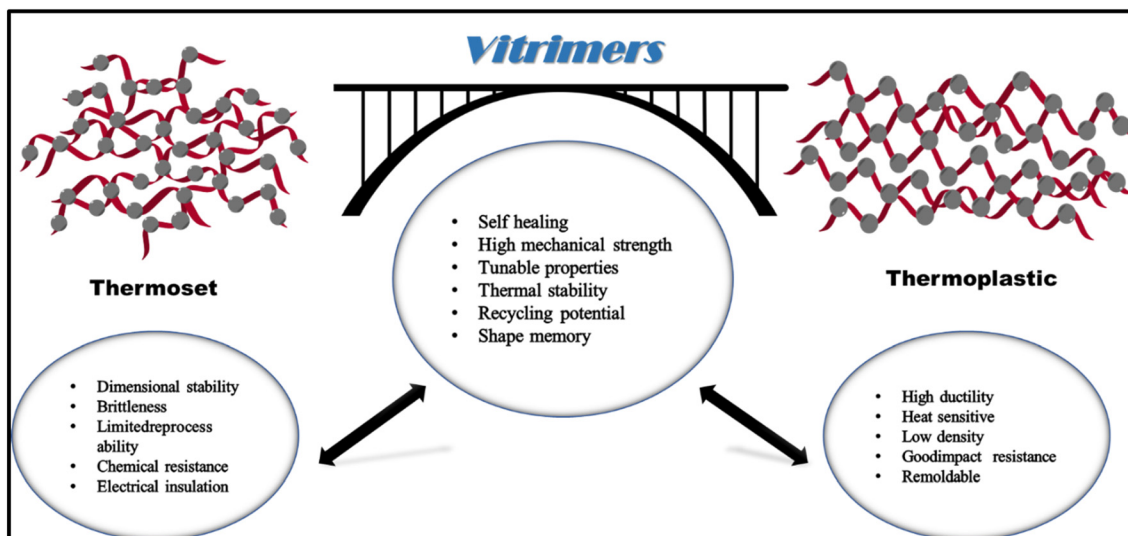 Vitrimers
• Self healing
• High mechanical strength
• Tunable properties
• Thermal stability
• Recycling potential
• Shape memory
Thermoset
Thermoplastic
• Dimensional stability
• Brittleness
• Limitedreprocess
ability
• Chemical resistance
• Electrical insulation
• High ductility
• Heat sensitive
• Low density
• Goodimpact resistance
• Remoldable